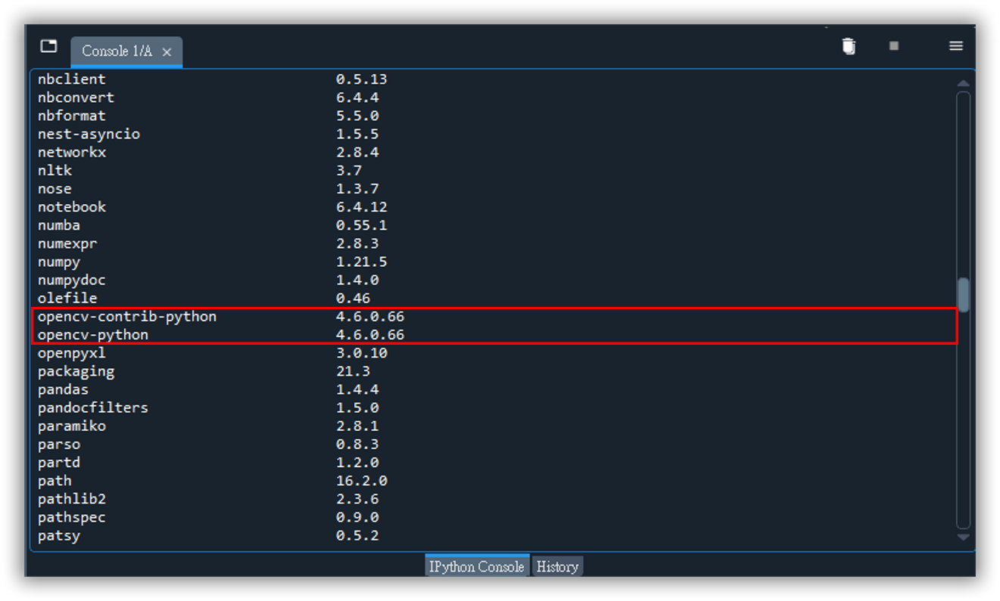 Console 1/A ×
nbclient 0.5.13
nbconvert 6.4.4
nbformat 5.5.0
nest-asyncio 1.5.5
networkx 2.8.4
nltk 3.7
nose 1.3.7
notebook 6.4.12
numba 0.55.1
numexpr 2.8.3
numpy 1.21.5
numpydoc 1.4.0
olefile 0.46
opencv-contrib-python 4.6.0.66
opencv-python 4.6.0.66
openpyxl 3.0.10
packaging 21.3
pandas 1.4.4
pandocfilters 1.5.0
paramiko 2.8.1
parso 0.8.3
partd 1.2.0
path 16.2.0
pathlib2 2.3.6
pathspec 0.9.0
patsy 0.5.2
IPython Console History